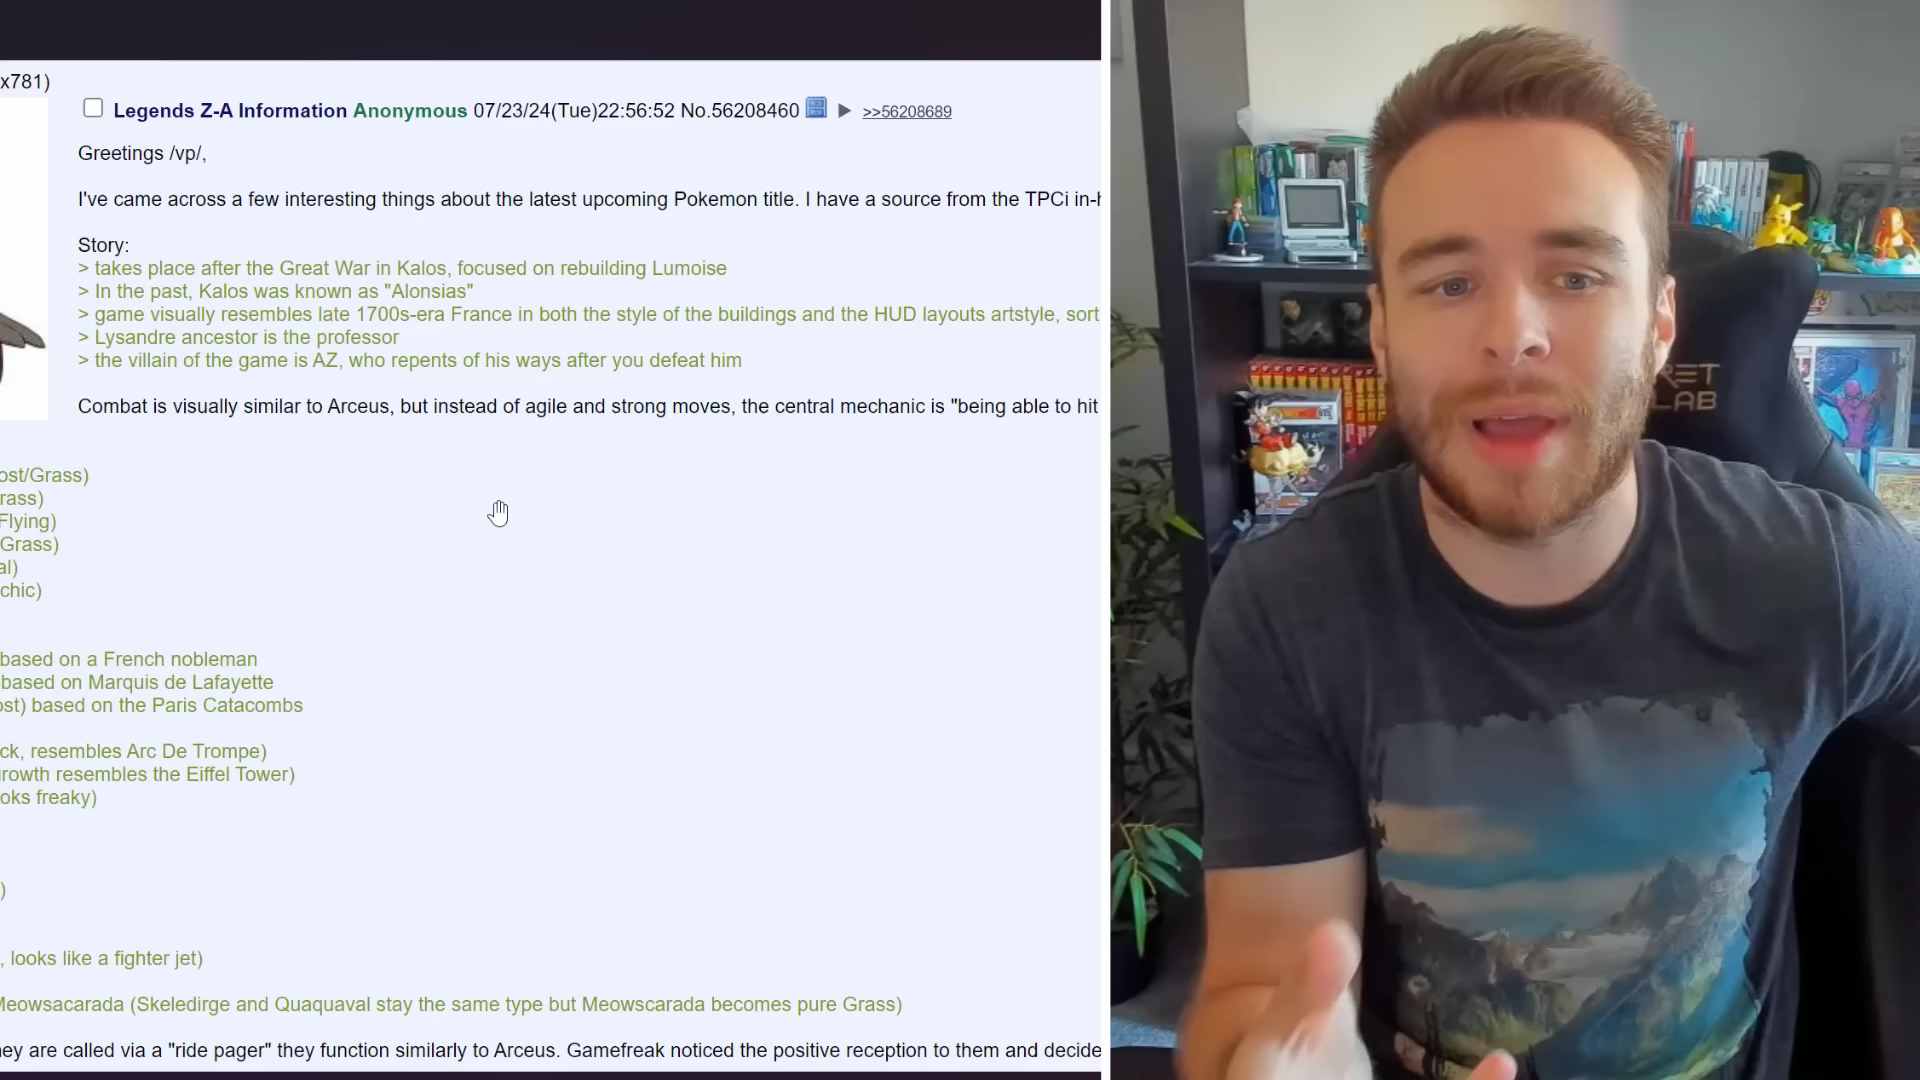 x781)
Legends Z-A Information Anonymous 07/23/24(Tue)22:56:52 No.56208460 ▶ >>56208689
Greetings /vp/,
I've came across a few interesting things about the latest upcoming Pokemon title. I have a source from the TPCi in-h
Story:
> takes place after the Great War in Kalos, focused on rebuilding Lumoise
> In the past, Kalos was known as "Alonsias"
> game visually resembles late 1700s-era France in both the style of the buildings and the HUD layouts artstyle, sort
> Lysandre ancestor is the professor
> the villain of the game is AZ, who repents of his ways after you defeat him
Combat is visually similar to Arceus, but instead of agile and strong moves, the central mechanic is "being able to hit
ost/Grass)
rass)
Flying)
Grass)
al)
chic)
based on a French nobleman
based on Marquis de Lafayette
ost) based on the Paris Catacombs
ck, resembles Arc De Trompe)
growth resembles the Eiffel Tower)
oks freaky)
)
, looks like a fighter jet)
Meowsacarada (Skeledirge and Quaquaval stay the same type but Meowscarada becomes pure Grass)
hey are called via a "ride pager" they function similarly to Arceus. Gamefreak noticed the positive reception to them and decide
RET
LAB